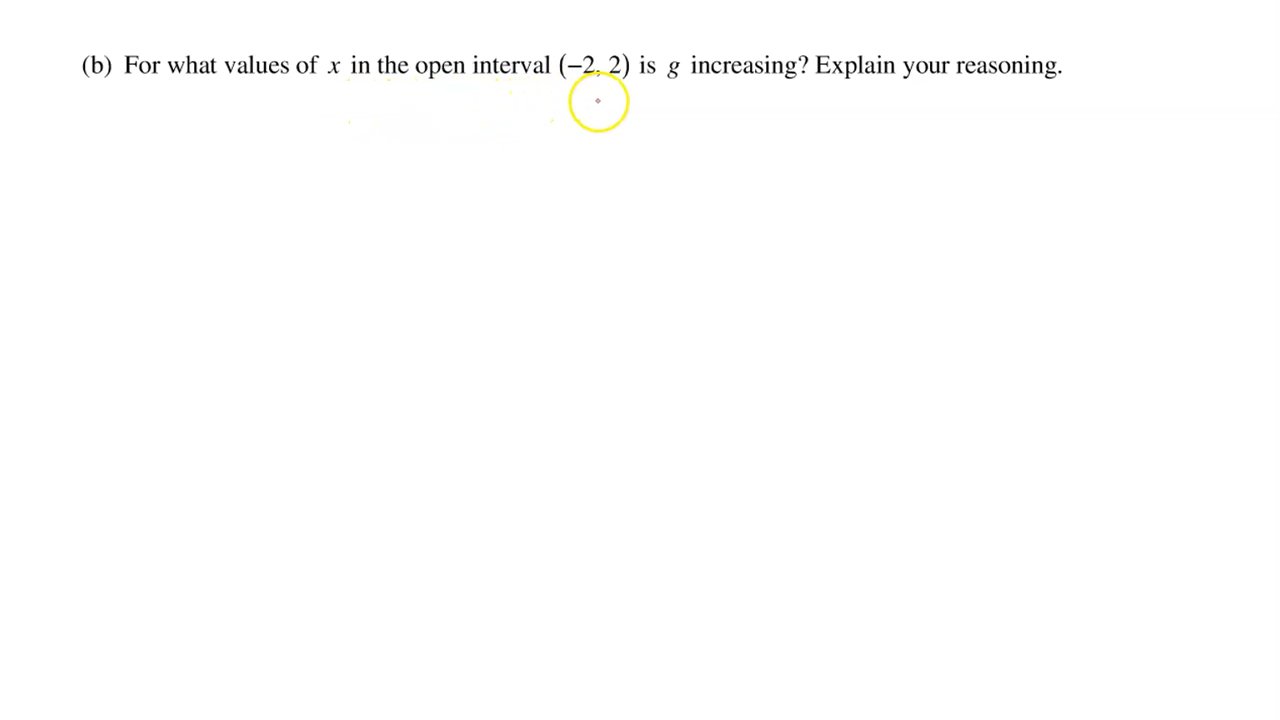 (b) For what values of x in the open interval (−2, 2) is g increasing? Explain your reasoning.